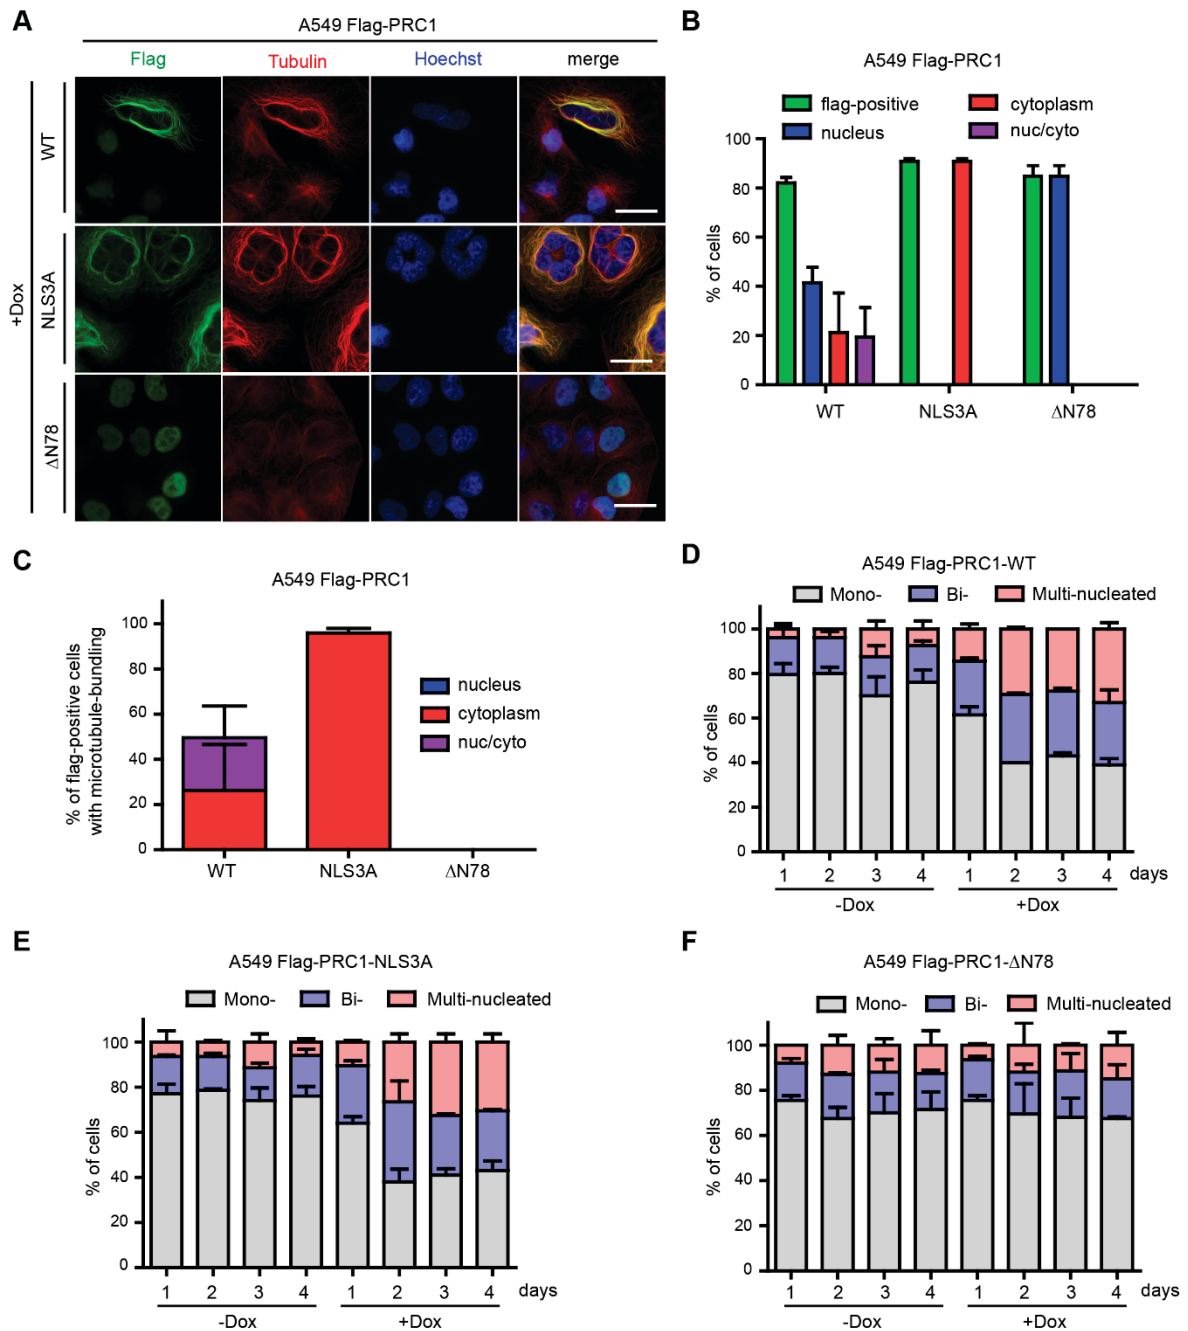 A
A549 Flag-PRC1
Flag Tubulin Hoechst merge
+Dox
WT
NLS3A
ΔN78
B
A549 Flag-PRC1
flag-positive cytoplasm
nucleus nuc/cyto
% of cells
100
80
60
40
20
0
WT NLS3A ΔN78
C
A549 Flag-PRC1
% of flag-positive cells
with microtubule-bundling
100
80
60
40
20
0
nucleus
cytoplasm
nuc/cyto
WT NLS3A ΔN78
D
A549 Flag-PRC1-WT
Mono- Bi- Multi-nucleated
% of cells
100
80
60
40
20
0
1 2 3 4 1 2 3 4 days
-Dox +Dox
E
A549 Flag-PRC1-NLS3A
Mono- Bi- Multi-nucleated
% of cells
100
80
60
40
20
0
1 2 3 4 1 2 3 4 days
-Dox +Dox
F
A549 Flag-PRC1-ΔN78
Mono- Bi- Multi-nucleated
% of cells
100
80
60
40
20
0
1 2 3 4 1 2 3 4 days
-Dox +Dox